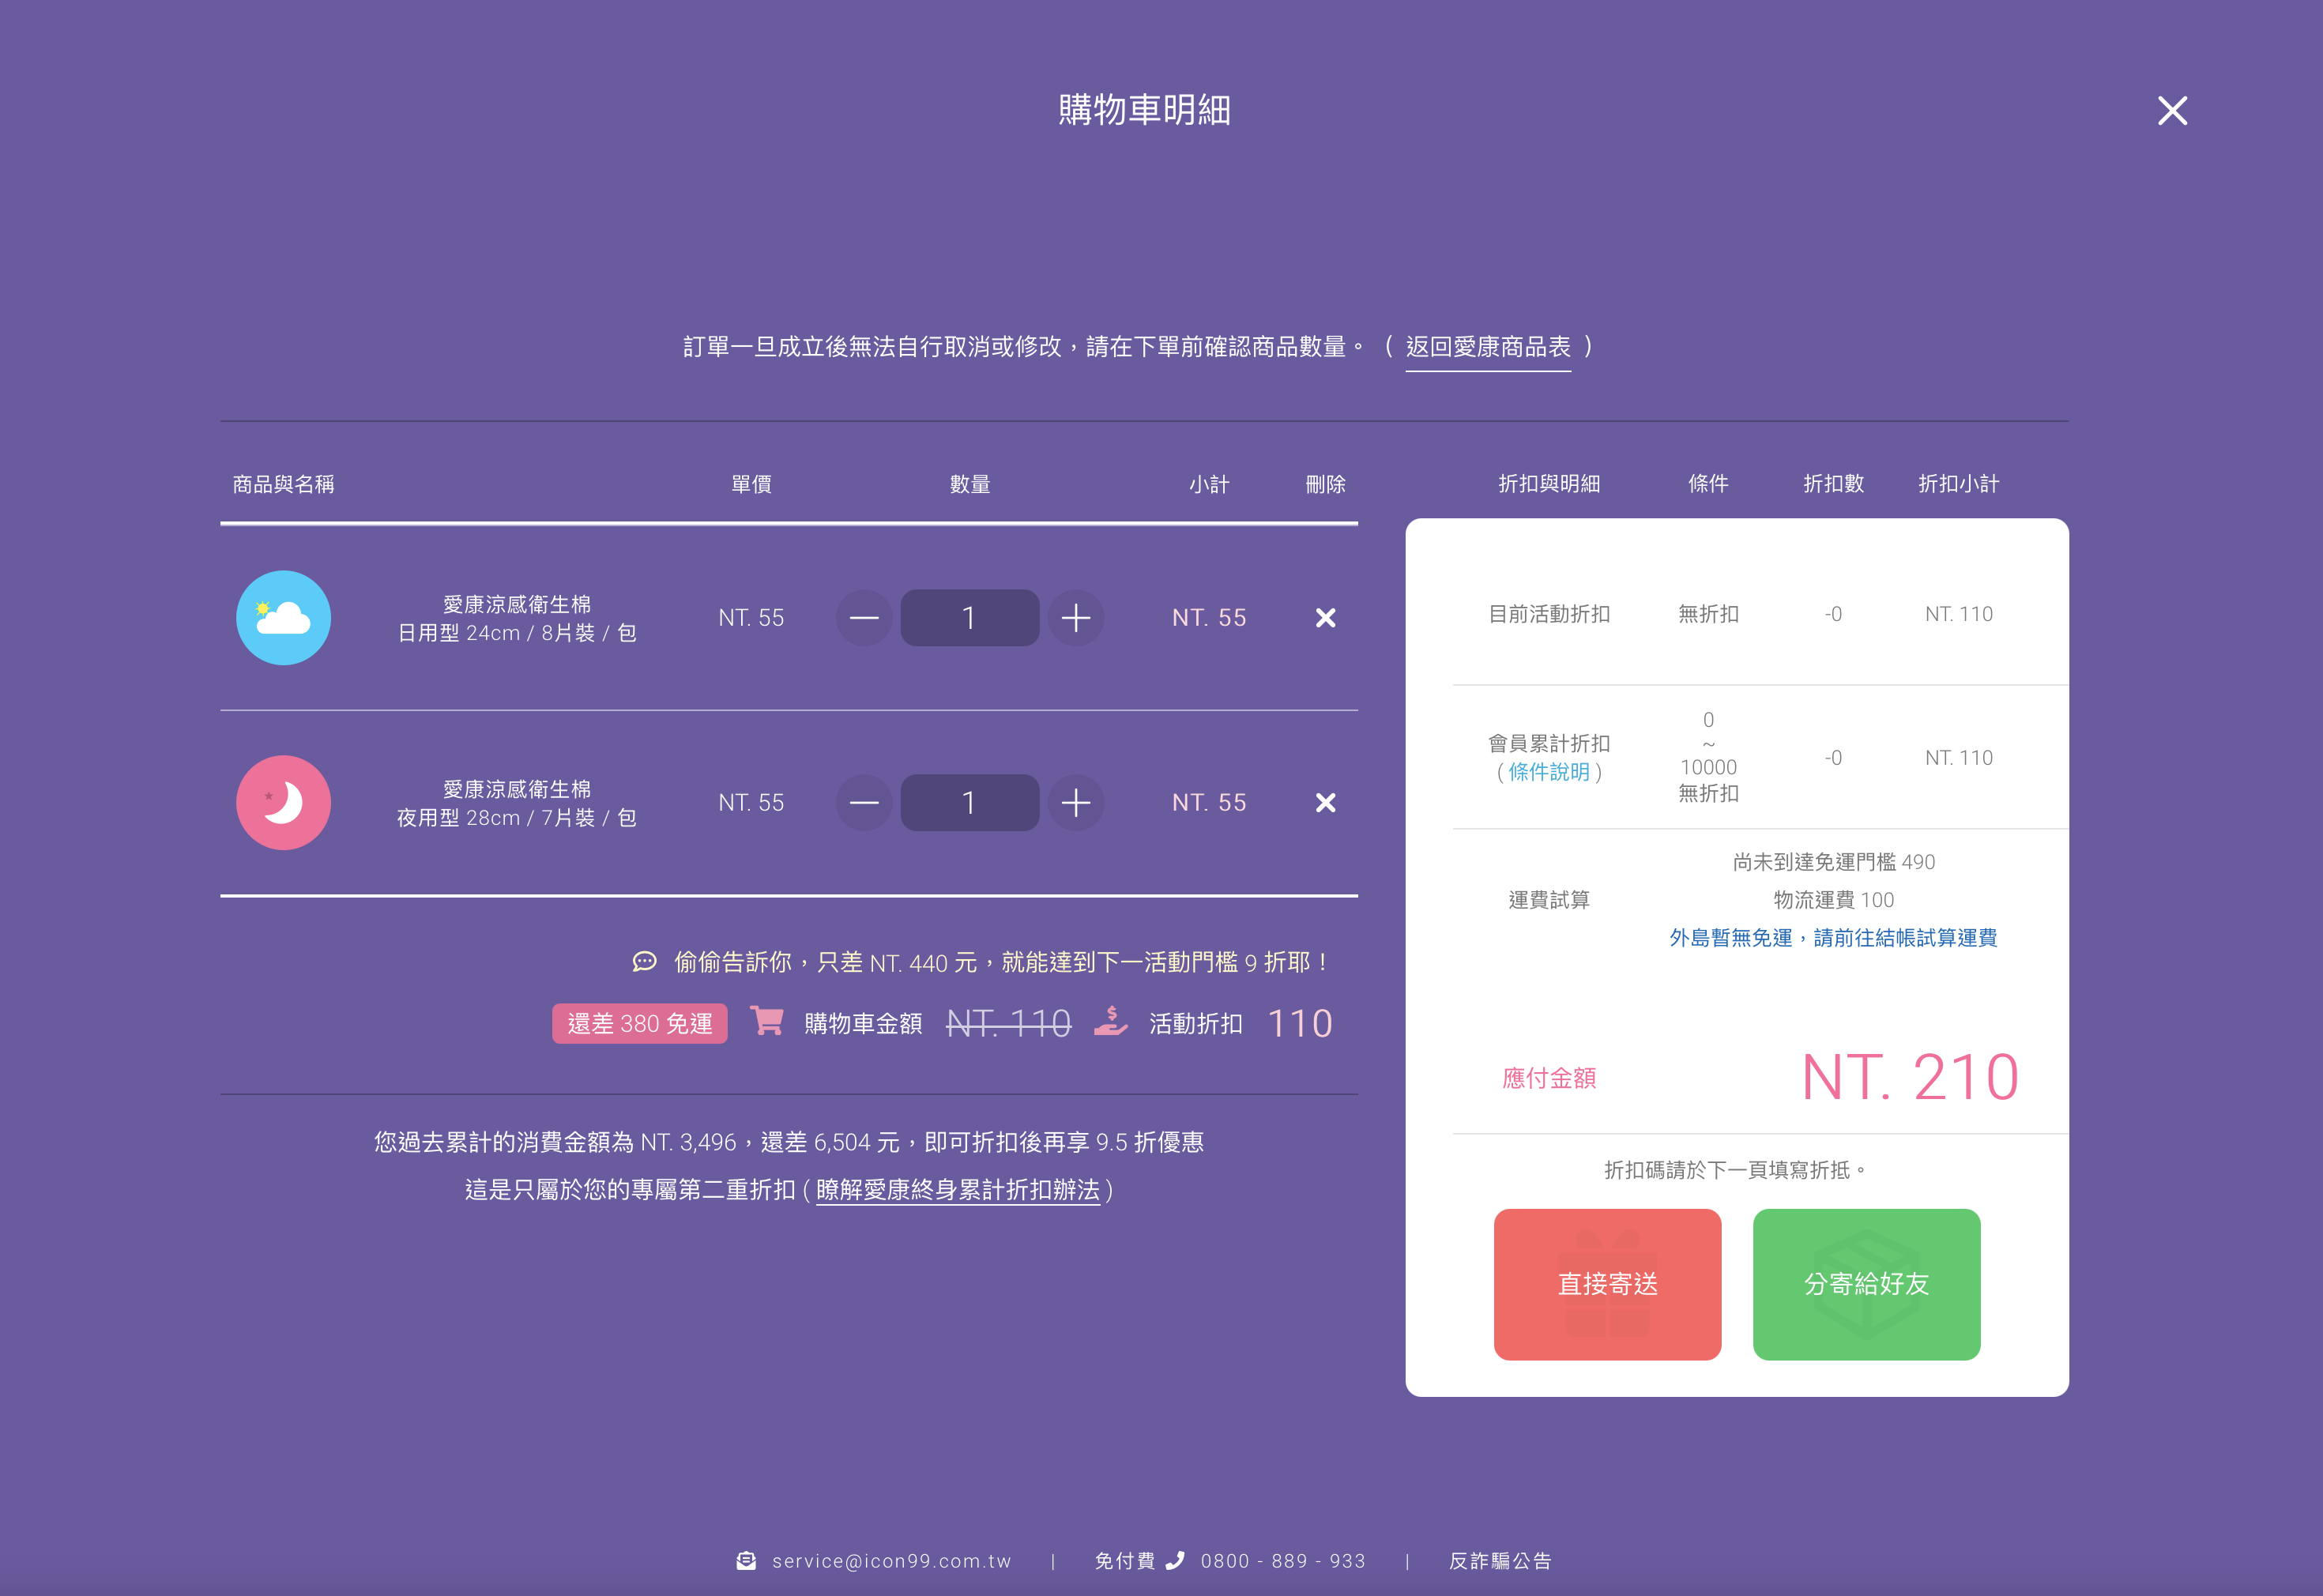 購物車明細
訂單一旦成立後無法自行取消或修改，請在下單前確認商品數量。（ 返回愛康商品表 ）
商品與名稱 單價 數量 小計 刪除
愛康涼感衛生棉
日用型 24cm / 8片裝 / 包
NT. 55 1 NT. 55
愛康涼感衛生棉
夜用型 28cm / 7片裝 / 包
NT. 55 1 NT. 55
偷偷告訴你，只差 NT. 440 元，就能達到下一活動門檻 9 折耶！
還差 380 免運 購物車金額 NT. 110 活動折扣 110
您過去累計的消費金額為 NT. 3,496，還差 6,504 元，即可折扣後再享 9.5 折優惠
這是只屬於您的專屬第二重折扣 ( 瞭解愛康終身累計折扣辦法 )
折扣與明細 條件 折扣數 折扣小計
目前活動折扣 無折扣 -0 NT. 110
會員累計折扣
( 條件說明 )
0
~
10000
無折扣
-0 NT. 110
運費試算
尚未到達免運門檻 490
物流運費 100
外島暫無免運，請前往結帳試算運費
應付金額 NT. 210
折扣碼請於下一頁填寫折抵。
直接寄送 分寄給好友
service@icon99.com.tw | 免付費 0800 - 889 - 933 | 反詐騙公告